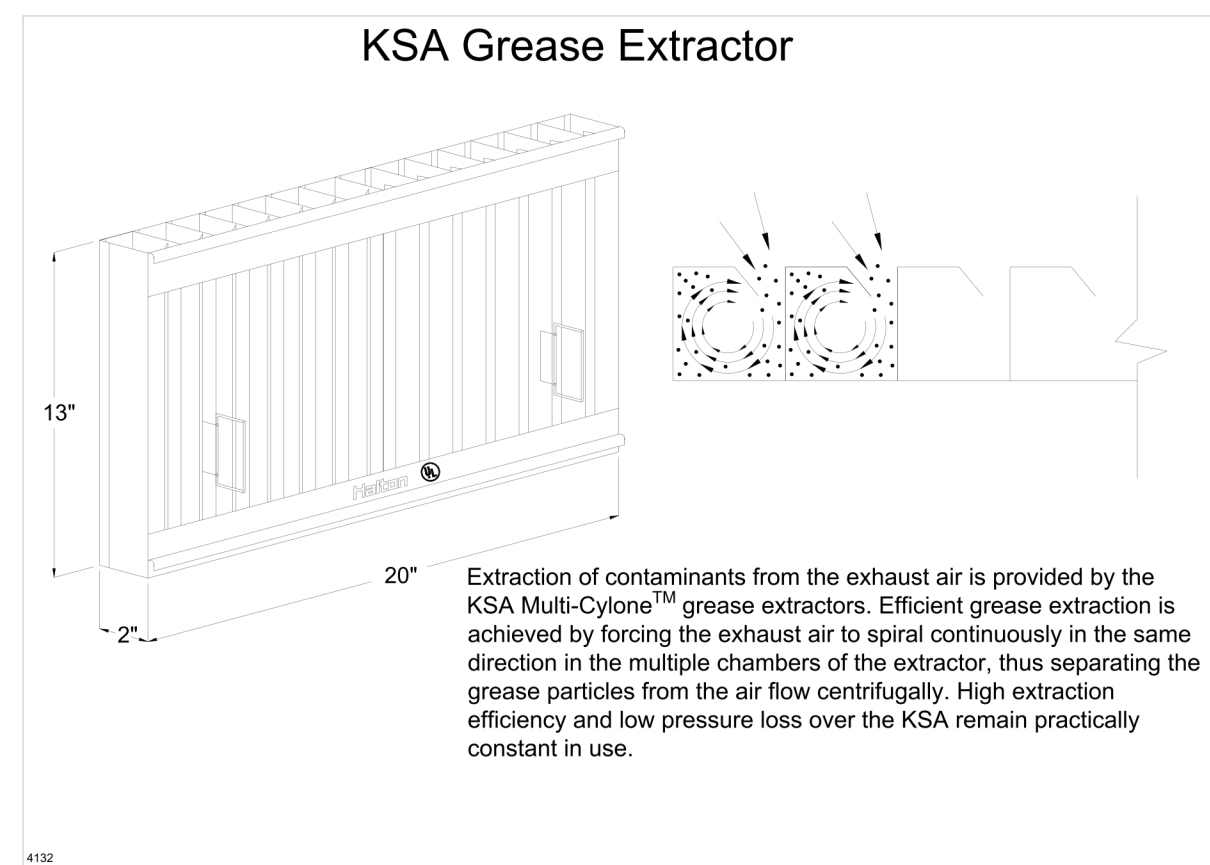 KSA Grease Extractor
13"
Halton
UL
20"
2"
Extraction of contaminants from the exhaust air is provided by the
KSA Multi-Cylone™ grease extractors. Efficient grease extraction is
achieved by forcing the exhaust air to spiral continuously in the same
direction in the multiple chambers of the extractor, thus separating the
grease particles from the air flow centrifugally. High extraction
efficiency and low pressure loss over the KSA remain practically
constant in use.
4132